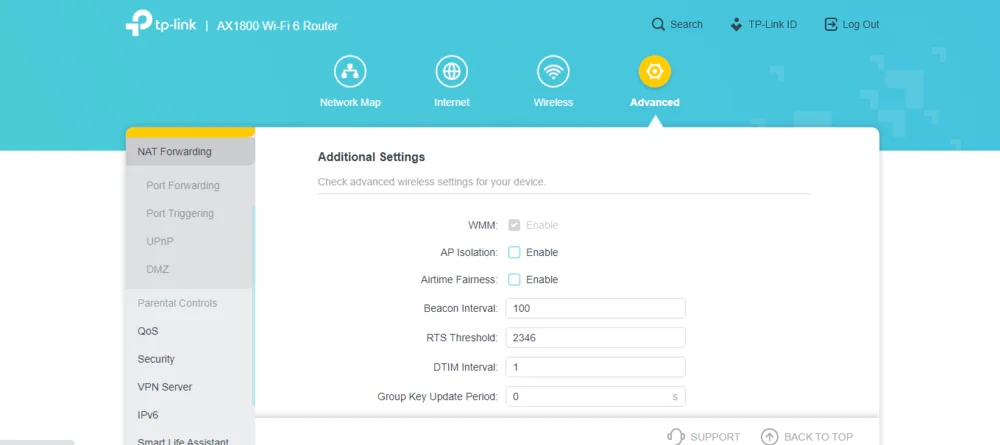 tp-link | AX1800 Wi-Fi 6 Router
Search
TP-Link ID
Log Out
Network Map
Internet
Wireless
Advanced
NAT Forwarding
Port Forwarding
Port Triggering
UPnP
DMZ
Parental Controls
QoS
Security
VPN Server
IPv6
Smart Life Assistant
Additional Settings
Check advanced wireless settings for your device.
WMM: Enable
AP Isolation: Enable
Airtime Fairness: Enable
Beacon Interval: 100
RTS Threshold: 2346
DTIM Interval: 1
Group Key Update Period: 0 s
SUPPORT
BACK TO TOP